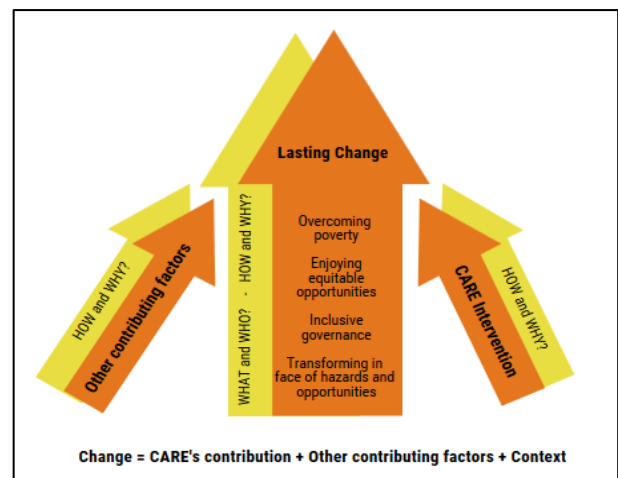 Lasting Change
HOW and WHY?
Other contributing factors
WHAT and WHO? - HOW and WHY?
Overcoming
poverty
Enjoying
equitable
opportunities
Inclusive
governance
Transforming in
face of hazards and
opportunities
CARE Intervention
HOW and WHY?
Change = CARE's contribution + Other contributing factors + Context